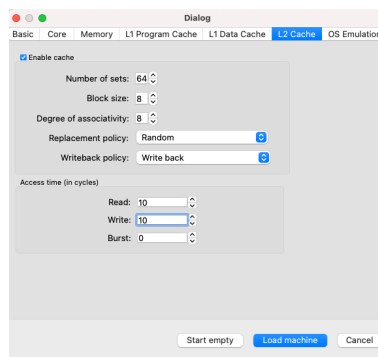 Dialog
Basic Core Memory L1 Program Cache L1 Data Cache L2 Cache OS Emulation
Enable cache
Number of sets: 64
Block size: 8
Degree of associativity: 8
Replacement policy: Random
Writeback policy: Write back
Access time (in cycles)
Read: 10
Write: 10
Burst: 0
Start empty Load machine Cancel